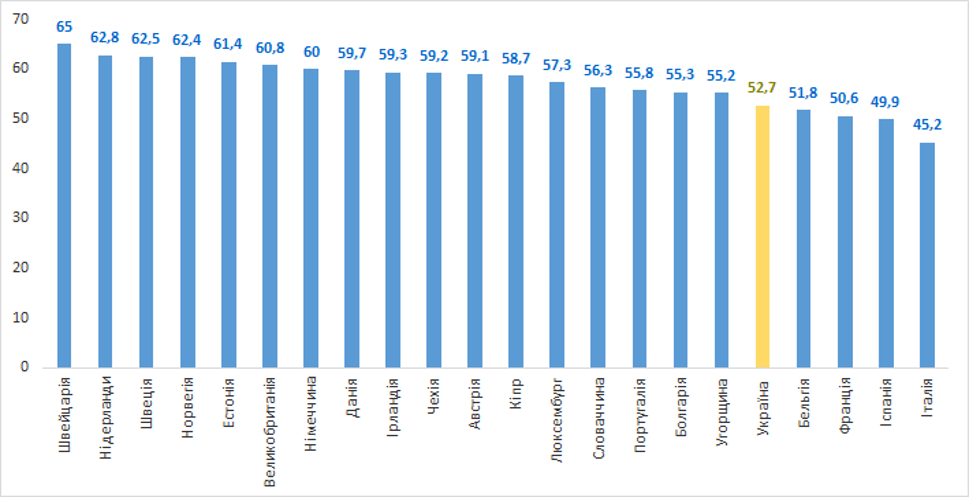 70
60
50
40
30
20
10
0
65
62,8
62,5
62,4
61,4
60,8
60
59,7
59,3
59,2
59,1
58,7
57,3
56,3
55,8
55,3
55,2
52,7
51,8
50,6
49,9
45,2
Швейцарія
Нідерланди
Швеція
Норвегія
Естонія
Великобританія
Німеччина
Данія
Ірландія
Чехія
Австрія
Кіпр
Люксембург
Словаччина
Португалія
Болгарія
Угорщина
Україна
Бельгія
Франція
Іспанія
Італія